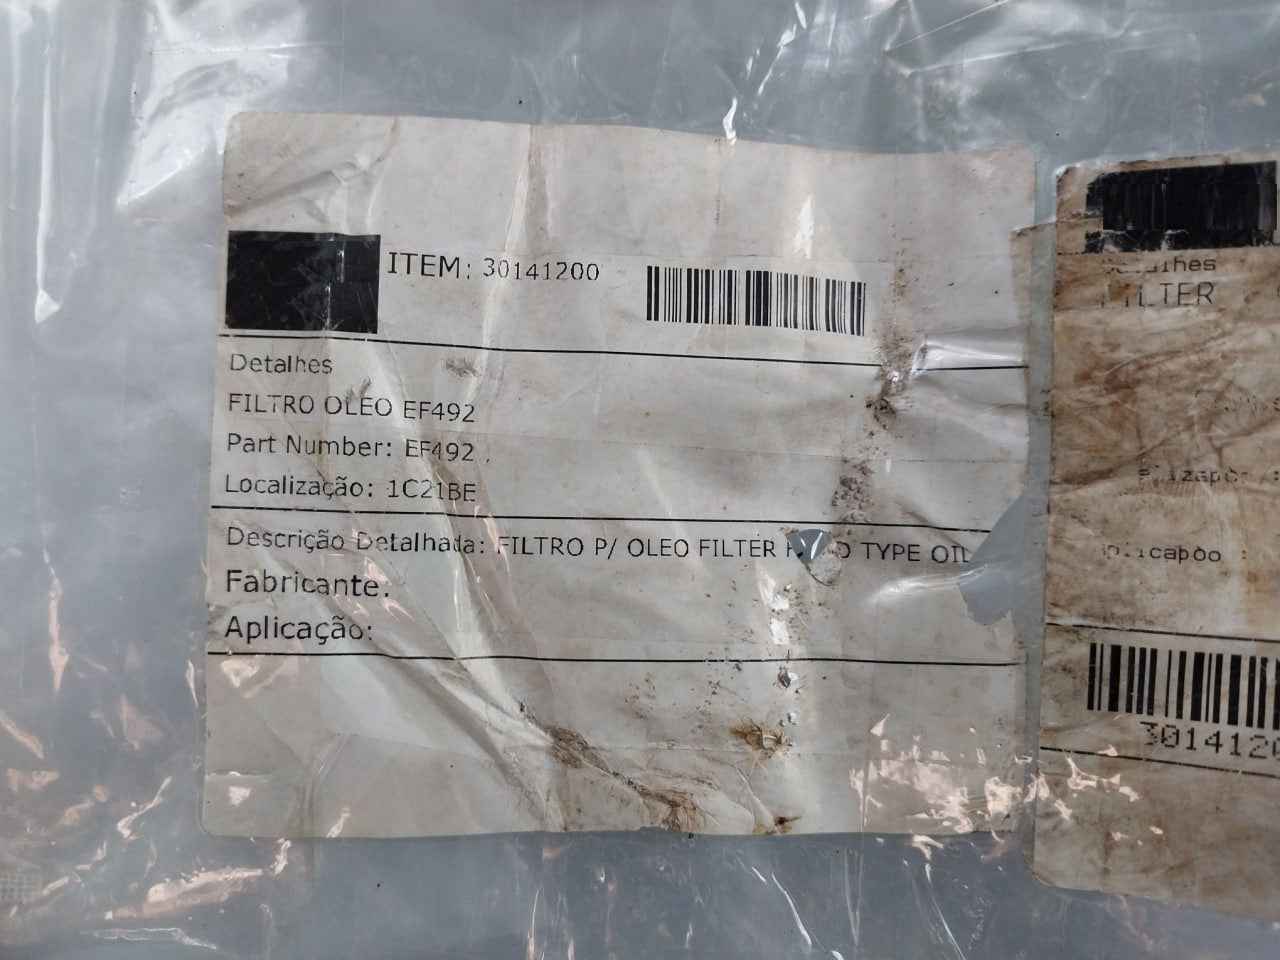 ITEM: 30141200
Detalhes
FILTRO OLEO EF492
Part Number: EF492
Localização: 1C21BE
Descrição Detalhada: FILTRO P/ OLEO FILTER TYPE OIL
Fabricante:
Aplicação:
FILTER